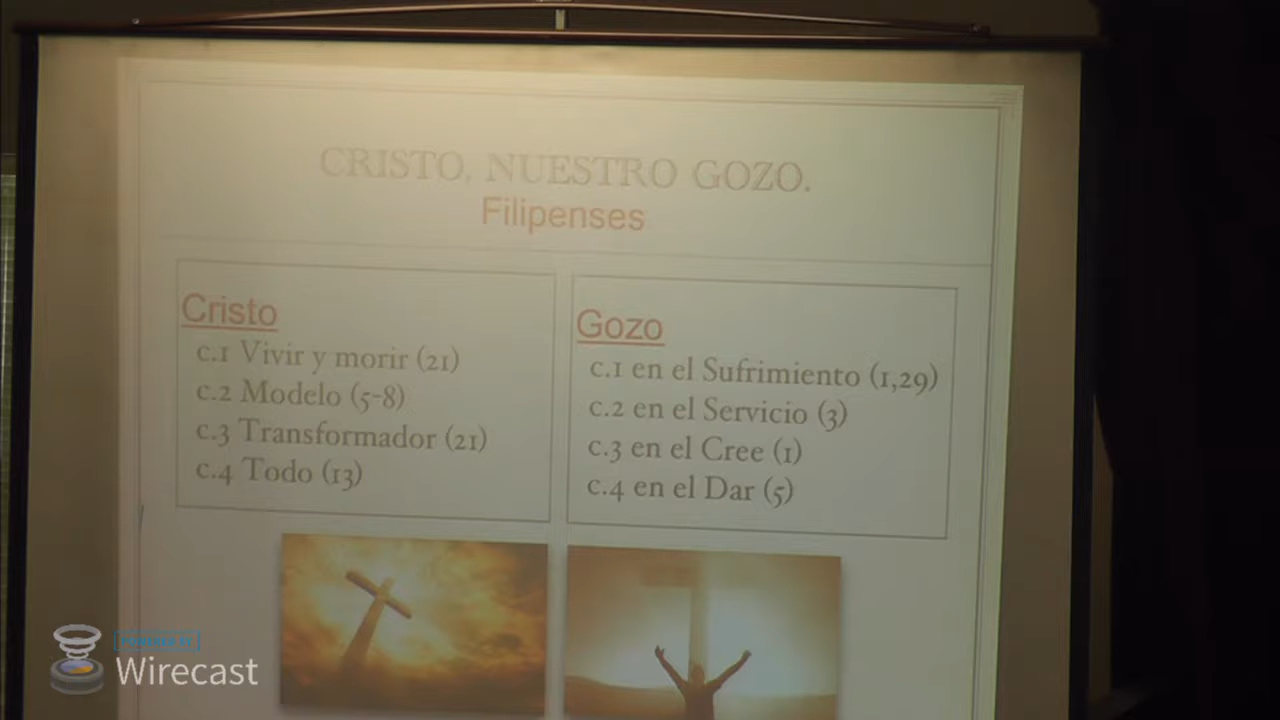 CRISTO, NUESTRO GOZO.
Filipenses
Cristo
c.1 Vivir y morir (21)
c.2 Modelo (5-8)
c.3 Transformador (21)
c.4 Todo (13)
Gozo
c.1 en el Sufrimiento (1,29)
c.2 en el Servicio (3)
c.3 en el Cree (1)
c.4 en el Dar (5)
Wirecast